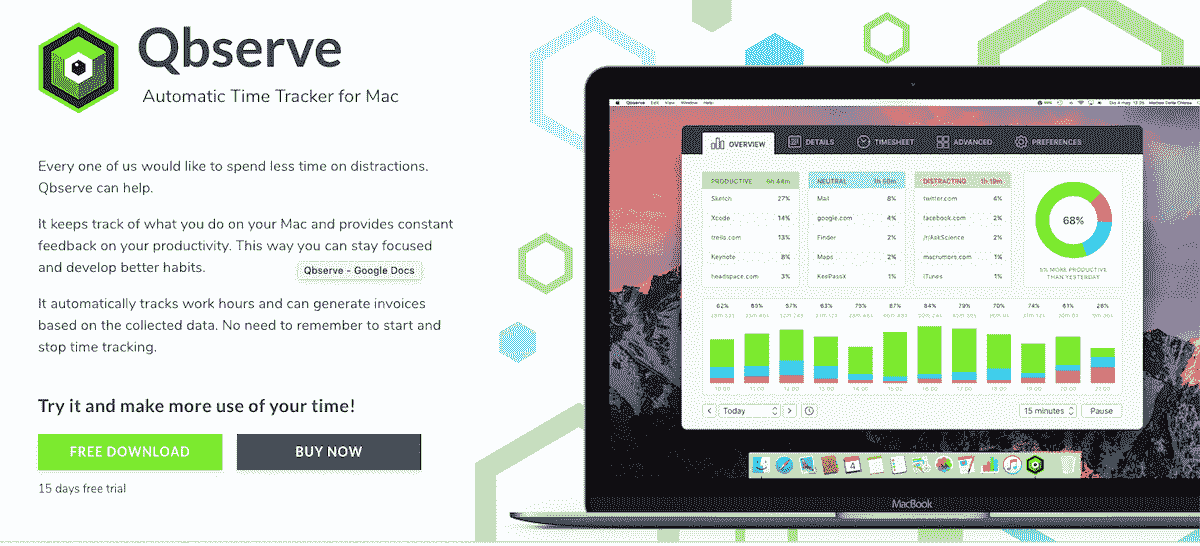 Qbserve
Automatic Time Tracker for Mac
Every one of us would like to spend less time on distractions.
Qbserve can help.
It keeps track of what you do on your Mac and provides constant
feedback on your productivity. This way you can stay focused
and develop better habits.
Qbserve - Google Docs
It automatically tracks work hours and can generate invoices
based on the collected data. No need to remember to start and
stop time tracking.
Try it and make more use of your time!
FREE DOWNLOAD
BUY NOW
15 days free trial
Qbserve Edit View Window Help
OVERVIEW
DETAILS
TIMESHEET
ADVANCED
PREFERENCES
PRODUCTIVE
Sketch 27%
Xcode 14%
trello.com 13%
Keynote 8%
headspace.com 3%
NEUTRAL
Mail 8%
google.com 4%
Finder 2%
Maps 2%
KeePassX 1%
DISTRACTING 1h 19m
twitter.com 4%
facebook.com 2%
/r/AskScience 2%
macrumors.com 1%
iTunes 1%
68%
5% MORE PRODUCTIVE
THAN YESTERDAY
62% 57% 63% 75% 87% 84% 79% 70% 74% 61% 28%
Today
15 minutes
Pause
4
MacBook